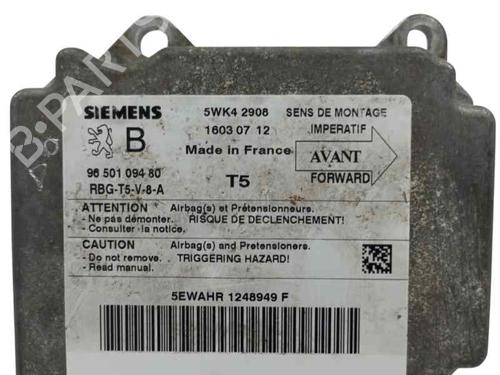 B-PARTS
SIEMENS
5WK4 2908
SENS DE MONTAGE
B
1603 07 12
IMPERATIF
Made in France
AVANT
96 501 094 80
RBG-T5-V-8-A
T5
FORWARD
ATTENTION
Airbag(s) et Prétensionneurs.
- Ne pas démonter.
RISQUE DE DECLENCHEMENT!
- Consulter la notice.
CAUTION
Airbag(s) and Pretensioners.
- Do not remove.
TRIGGERING HAZARD!
- Read manual.
5EWAHR 1248949 F